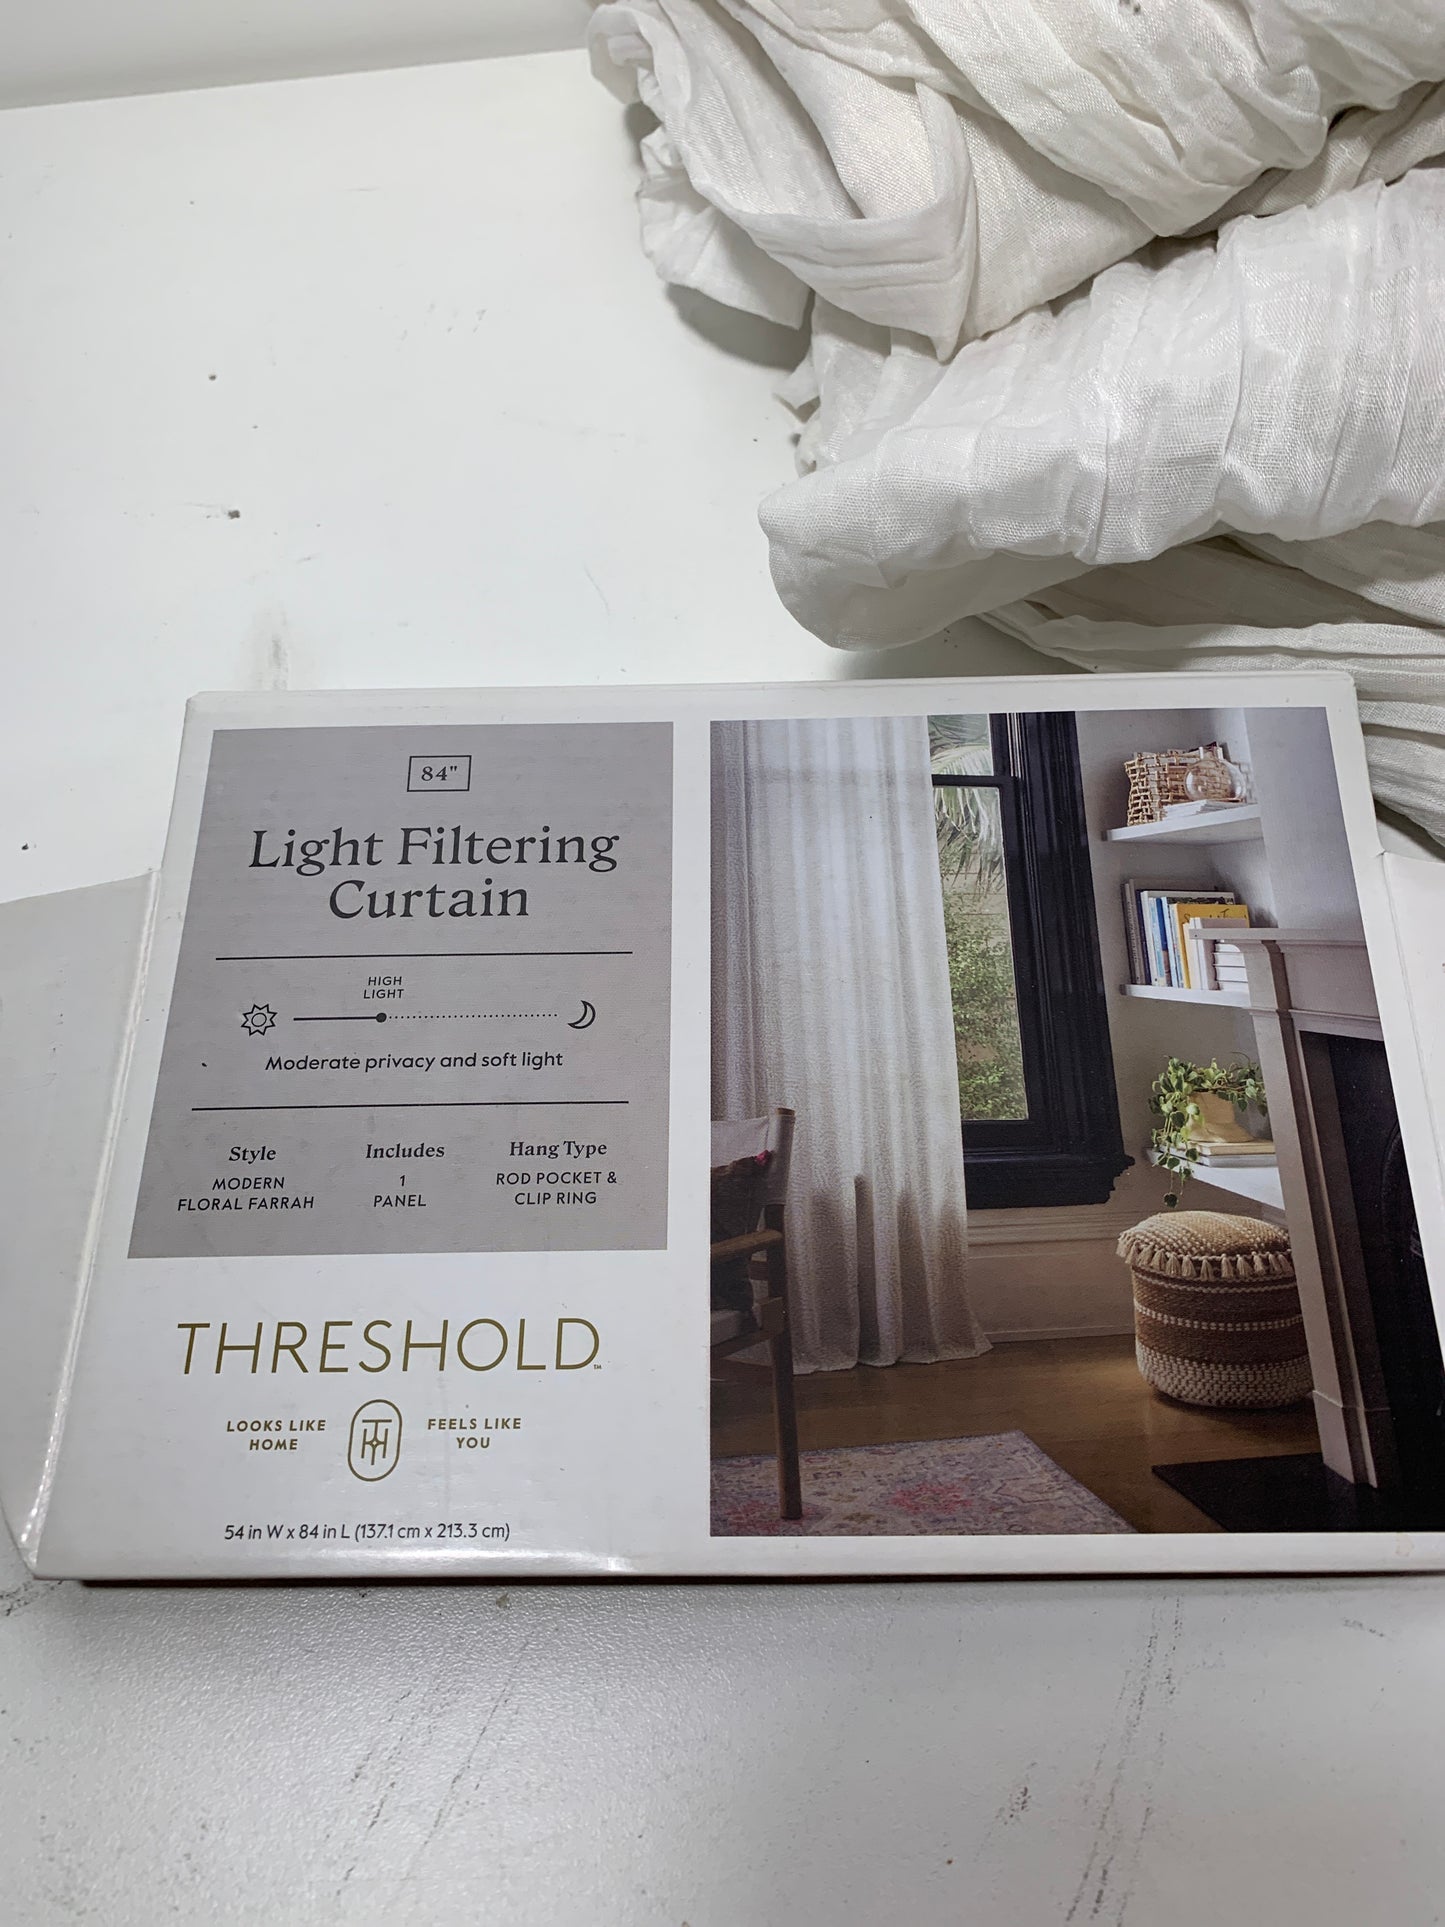 84"
Light Filtering
Curtain
HIGH
LIGHT
Moderate privacy and soft light
Style
MODERN
FLORAL FARRAH
Includes
1
PANEL
Hang Type
ROD POCKET &
CLIP RING
THRESHOLD™
LOOKS LIKE
HOME
TH
FEELS LIKE
YOU
54 in W x 84 in L (137.1 cm x 213.3 cm)